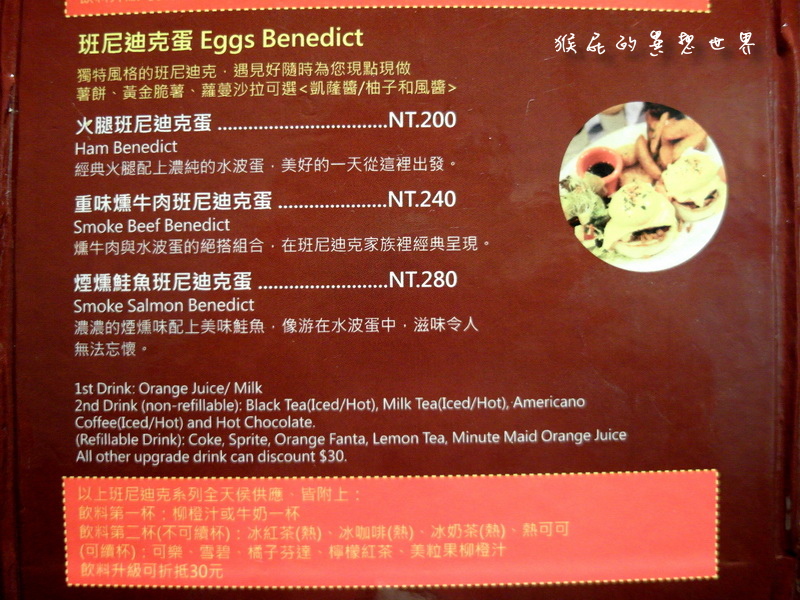 猴屁的異想世界
班尼迪克蛋 Eggs Benedict
獨特風格的班尼迪克，遇見好隨時為您現點現做
薯餅、黃金脆薯、蘿蔓沙拉可選<凱薩醬/柚子和風醬>
火腿班尼迪克蛋 ................................NT.200
Ham Benedict
經典火腿配上濃純的水波蛋，美好的一天從這裡出發。
重味燻牛肉班尼迪克蛋 .....................NT.240
Smoke Beef Benedict
燻牛肉與水波蛋的絕搭組合，在班尼迪克家族裡經典呈現。
煙燻鮭魚班尼迪克蛋 .........................NT.280
Smoke Salmon Benedict
濃濃的煙燻味配上美味鮭魚，像游在水波蛋中，滋味令人
無法忘懷。
1st Drink: Orange Juice/ Milk
2nd Drink (non-refillable): Black Tea(Iced/Hot), Milk Tea(Iced/Hot), Americano
Coffee(Iced/Hot) and Hot Chocolate.
(Refillable Drink): Coke, Sprite, Orange Fanta, Lemon Tea, Minute Maid Orange Juice
All other upgrade drink can discount $30.
以上班尼迪克系列全天侯供應，皆附上：
飲料第一杯：柳橙汁或牛奶一杯
飲料第二杯(不可續杯)：冰紅茶(熱)、冰咖啡(熱)、冰奶茶(熱)、熱可可
(可續杯)：可樂、雪碧、橘子芬達、檸檬紅茶、美粒果柳橙汁
飲料升級可折抵30元